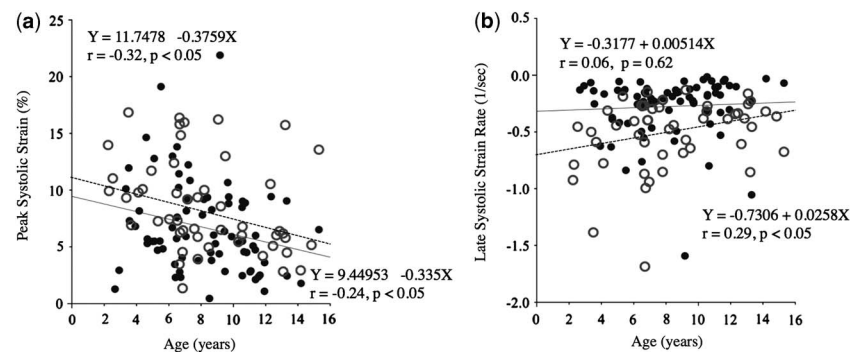 (a)
Y = 11.7478 -0.3759X
r = -0.32, p < 0.05
25
20
15
10
5
0
Peak Systolic Strain (%)
Y = 9.44953 -0.335X
r = -0.24, p < 0.05
0 2 4 6 8 10 12 14 16
Age (years)
(b)
0.5
0.0
-0.5
-1.0
-1.5
-2.0
Late Systolic Strain Rate (1/sec)
Y = -0.3177 + 0.00514X
r = 0.06, p = 0.62
Y = -0.7306 + 0.0258X
r = 0.29, p < 0.05
0 2 4 6 8 10 12 14 16
Age (years)